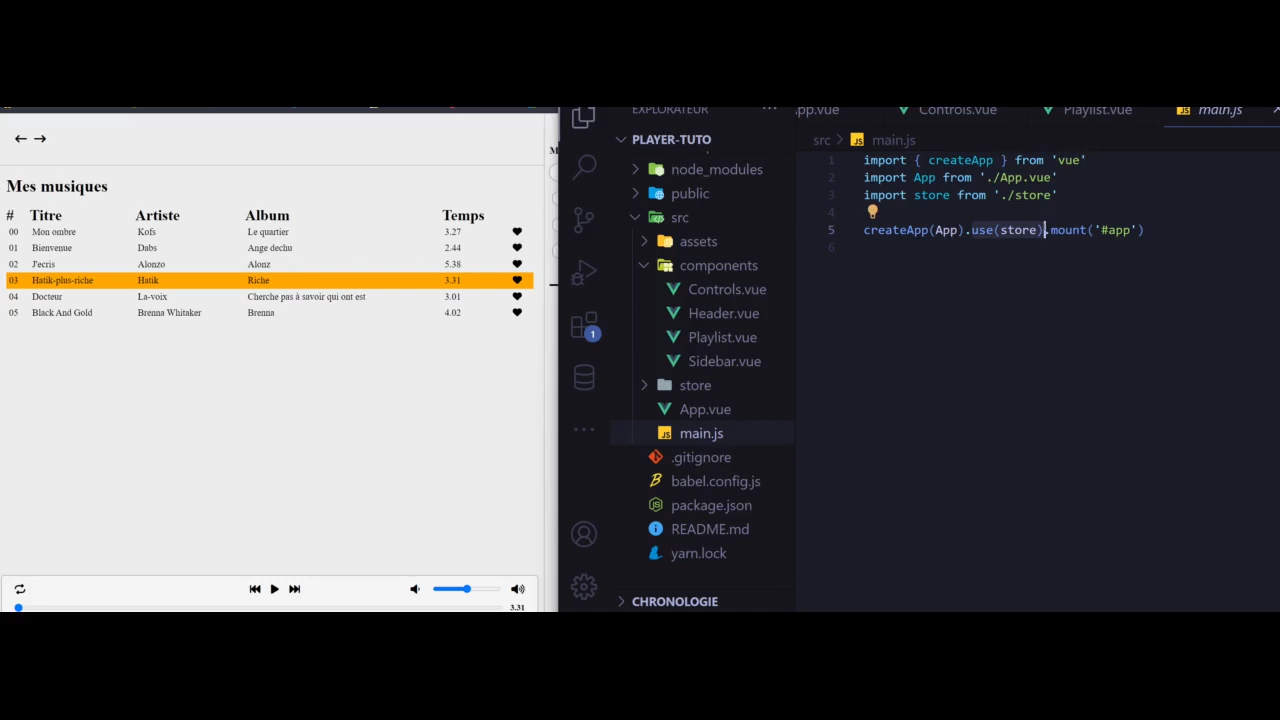 Mes musiques
# Titre Artiste Album Temps
00 Mon ombre Kofs Le quartier 3.27
01 Bienvenue Dabs Ange dechu 2.44
02 J'ecris Alonzo Alonz 5.38
03 Hatik-plus-riche Hatik Riche 3.31
04 Docteur La-voix Cherche pas à savoir qui ont est 3.01
05 Black And Gold Brenna Whitaker Brenna 4.02
3.31
M
EXPLORATEUR
PLAYER-TUTO
node_modules
public
src
assets
components
Controls.vue
Header.vue
Playlist.vue
Sidebar.vue
store
App.vue
main.js
.gitignore
babel.config.js
package.json
README.md
yarn.lock
CHRONOLOGIE
1
pp.vue Controls.vue Playlist.vue JS main.js
src > JS main.js
1 import { createApp } from 'vue'
2 import App from './App.vue'
3 import store from './store'
4
5 createApp(App).use(store).mount('#app')
6